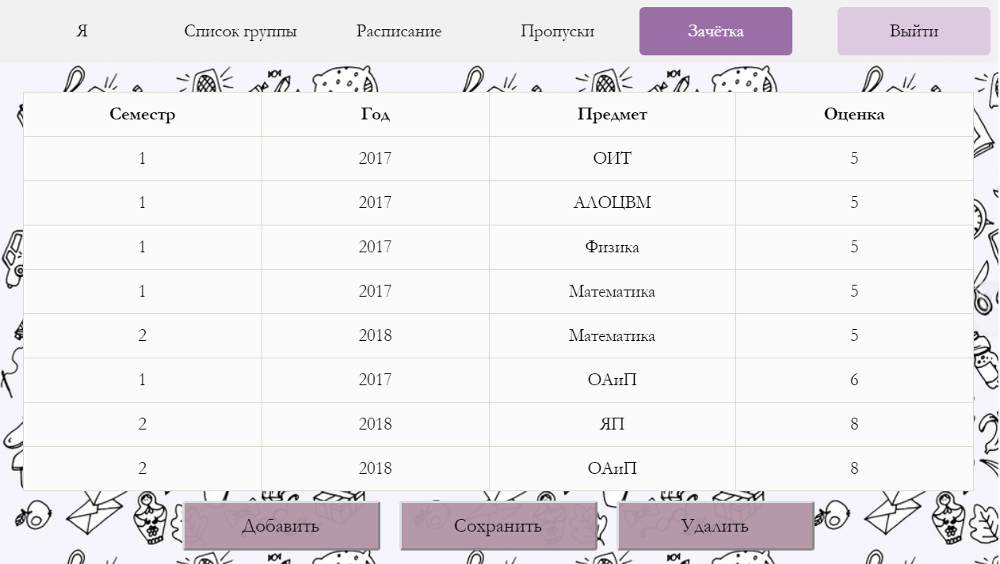 Я Список группы Расписание Пропуски Зачётка Выйти
Семестр Год Предмет Оценка
1 2017 ОИТ 5
1 2017 АЛОЦВМ 5
1 2017 Физика 5
1 2017 Математика 5
2 2018 Математика 5
1 2017 ОАиП 6
2 2018 ЯП 8
2 2018 ОАиП 8
Добавить Сохранить Удалить